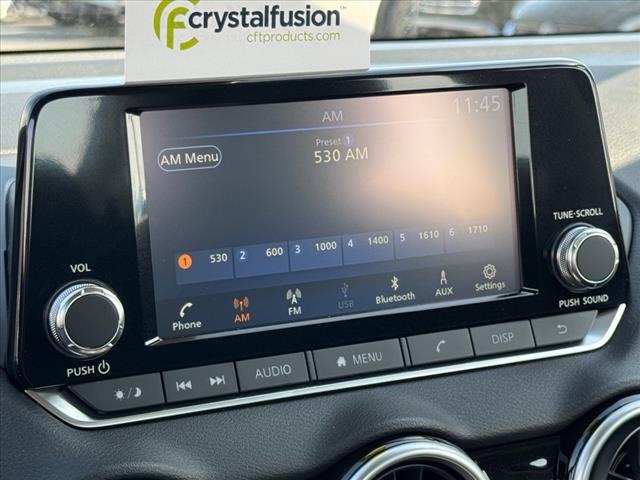 cf crystalfusion™
cftproducts.com
AM
11:45
AM Menu
Preset 1
530 AM
1 530 2 600 3 1000 4 1400 5 1610 6 1710
Phone AM FM USB Bluetooth AUX Settings
VOL
PUSH
TUNE·SCROLL
PUSH SOUND
AUDIO MENU DISP